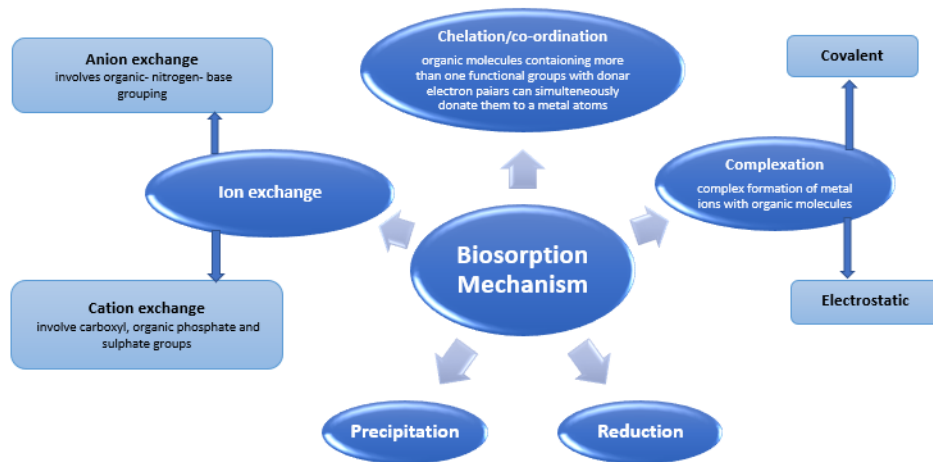 Chelation/co-ordination
organic molecules contaioning more
than one functional groups with donar
electron paiars can simulteneously
donate them to a metal atoms
Anion exchange
involves organic- nitrogen- base
grouping
Covalent
Ion exchange
Complexation
complex formation of metal
ions with organic molecules
Biosorption
Mechanism
Cation exchange
involve carboxyl, organic phosphate and
sulphate groups
Electrostatic
Precipitation
Reduction